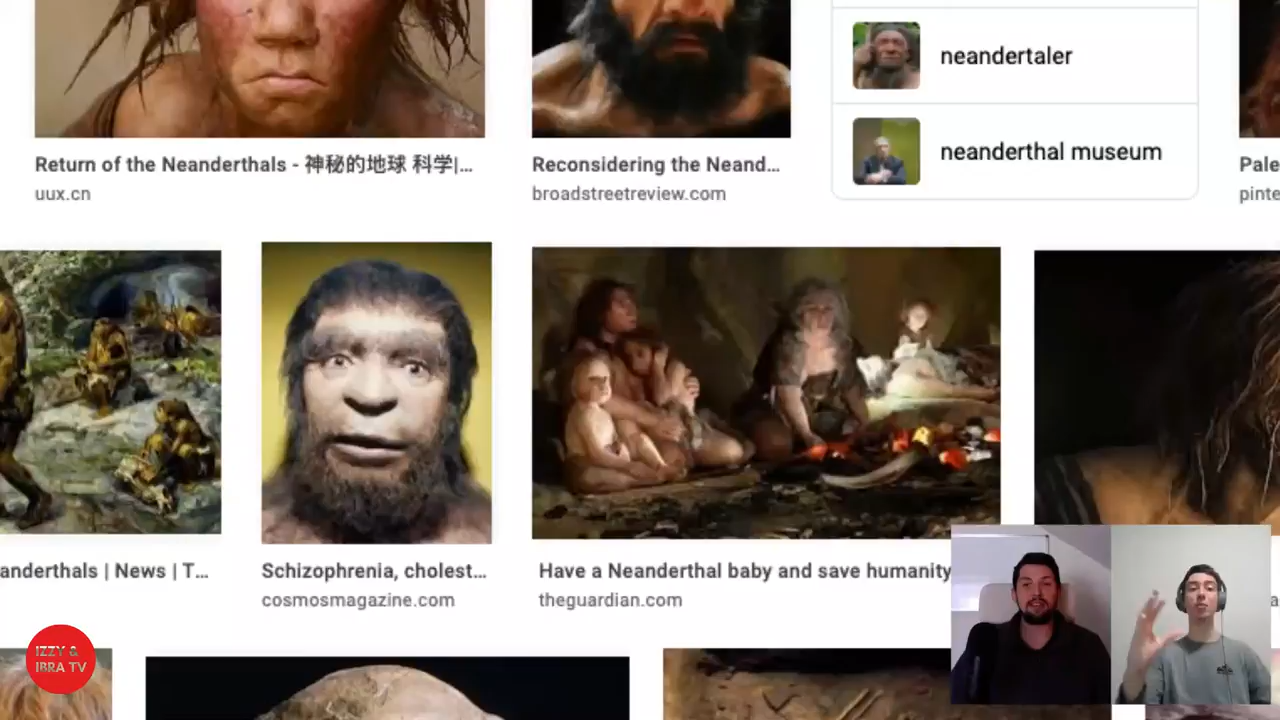 neandertaler
neanderthal museum
Return of the Neanderthals - 神秘的地球 科学|...
uux.cn
Reconsidering the Neand...
broadstreetreview.com
Pale
pinte
anderthals | News | T...
Schizophrenia, cholest...
cosmosmagazine.com
Have a Neanderthal baby and save humanity
theguardian.com
IZZY &
IBRA TV